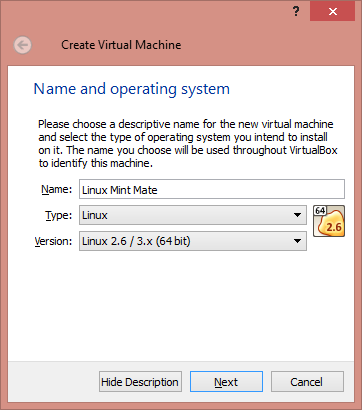 ?
Create Virtual Machine
Name and operating system
Please choose a descriptive name for the new virtual machine
and select the type of operating system you intend to install
on it. The name you choose will be used throughout VirtualBox
to identify this machine.
Name: Linux Mint Mate
Type: Linux
64
Version: Linux 2.6 / 3.x (64 bit)
2.6
Hide Description Next Cancel